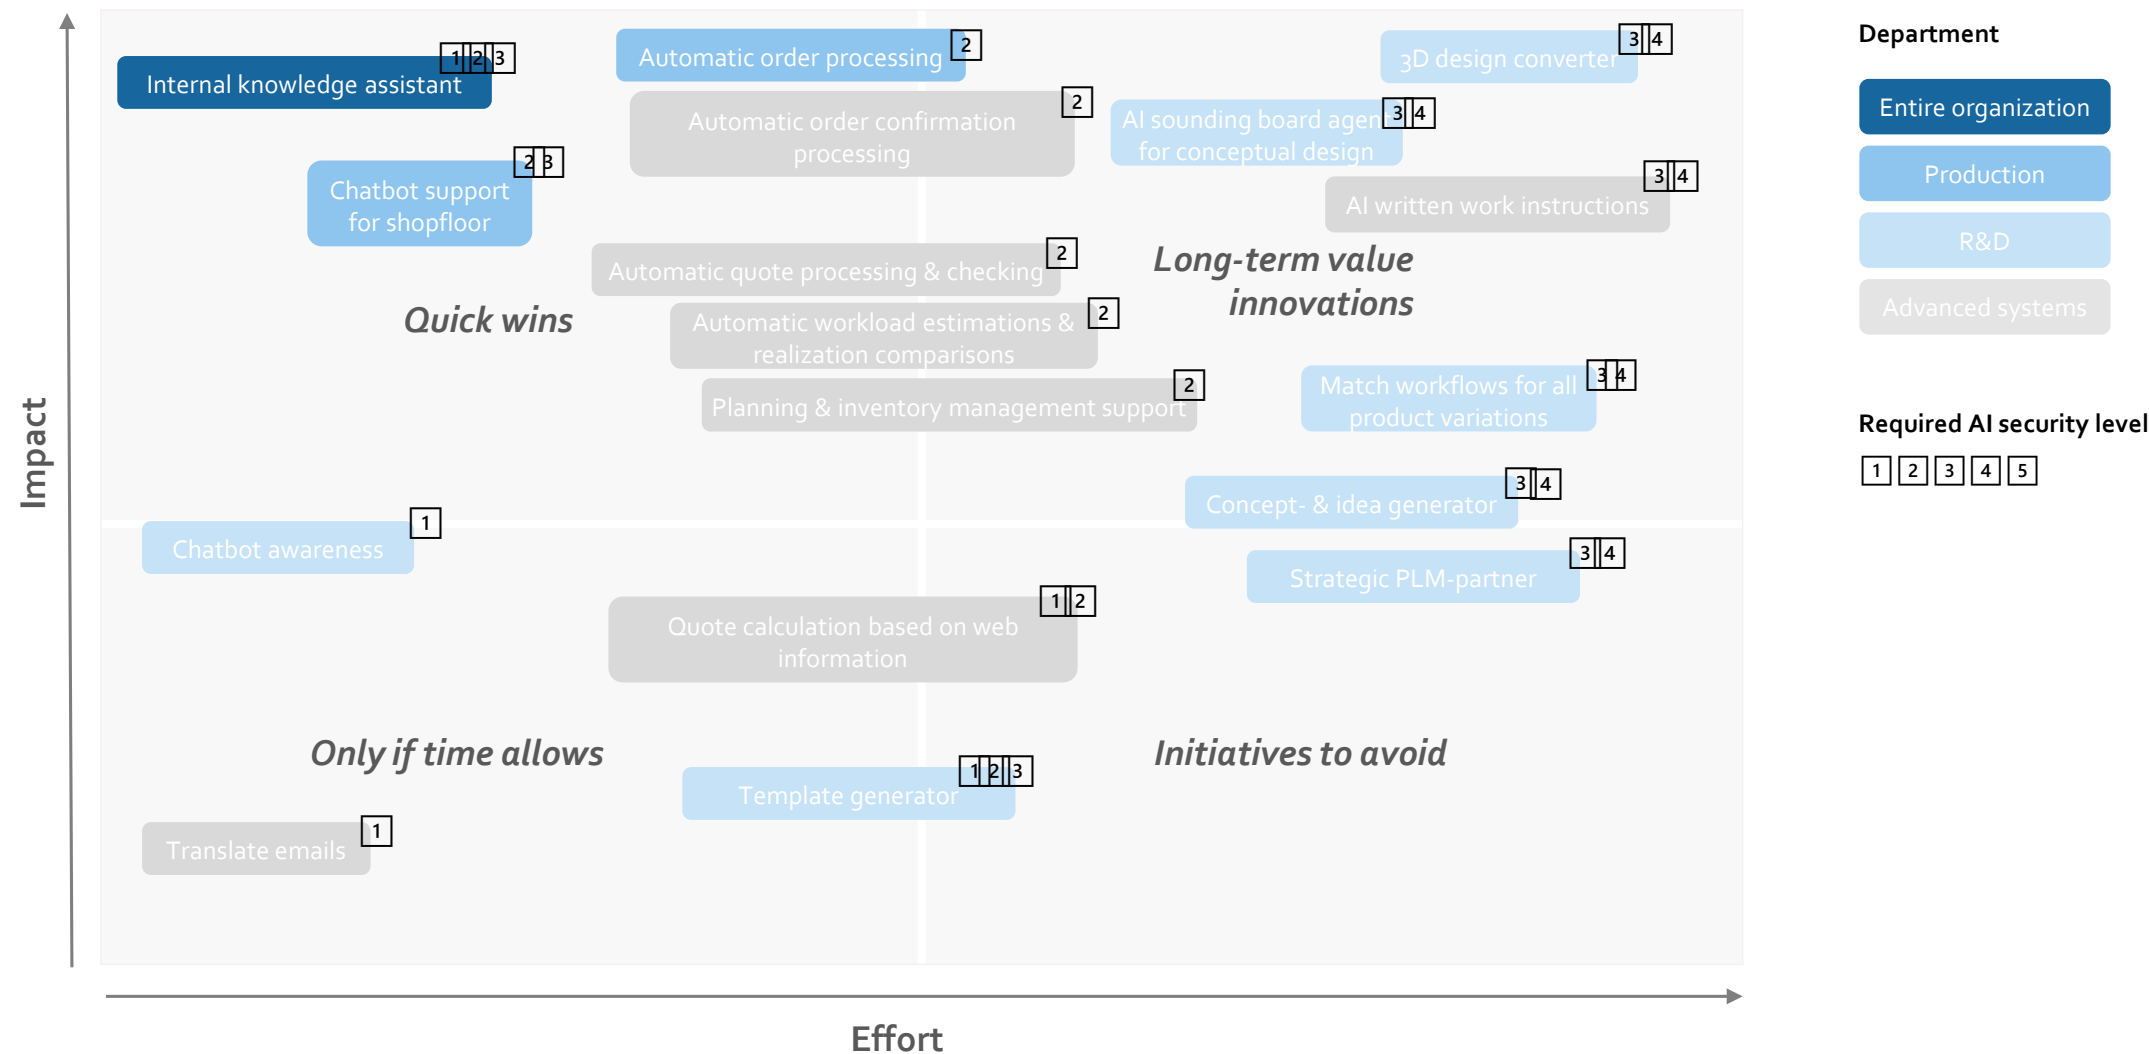 Internal knowledge assistant
1 2 3
Automatic order processing
2
3D design converter
3 4
Automatic order confirmation
processing
2
AI sounding board agent
for conceptual design
3 4
Chatbot support
for shopfloor
2 3
AI written work instructions
3 4
Automatic quote processing & checking
2
Long-term value
innovations
Quick wins
Automatic workload estimations &
realization comparisons
2
Planning & inventory management support
2
Match workflows for all
product variations
3 4
Concept- & idea generator
3 4
Chatbot awareness
1
Strategic PLM-partner
3 4
Quote calculation based on web
information
1 2
Only if time allows
Initiatives to avoid
Template generator
1 2 3
Translate emails
1
Impact
Effort
Department
Entire organization
Production
R&D
Advanced systems
Required AI security level
1 2 3 4 5